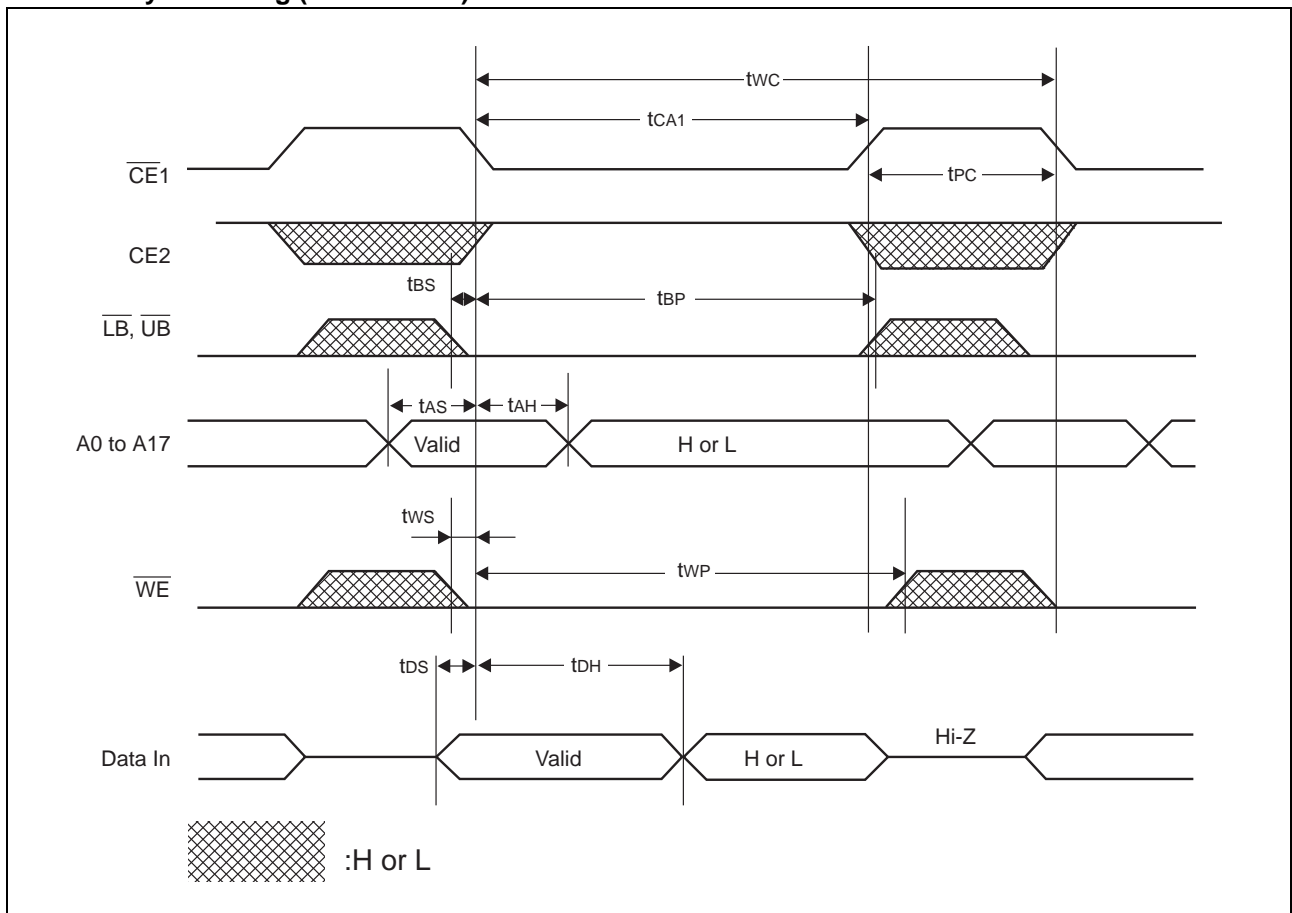 tWC
tCA1
CE1
tPC
CE2
tBS
tBP
LB, UB
tAS
tAH
A0 to A17
Valid
H or L
tWS
tWP
WE
tDS
tDH
Data In
Valid
H or L
Hi-Z
:H or L